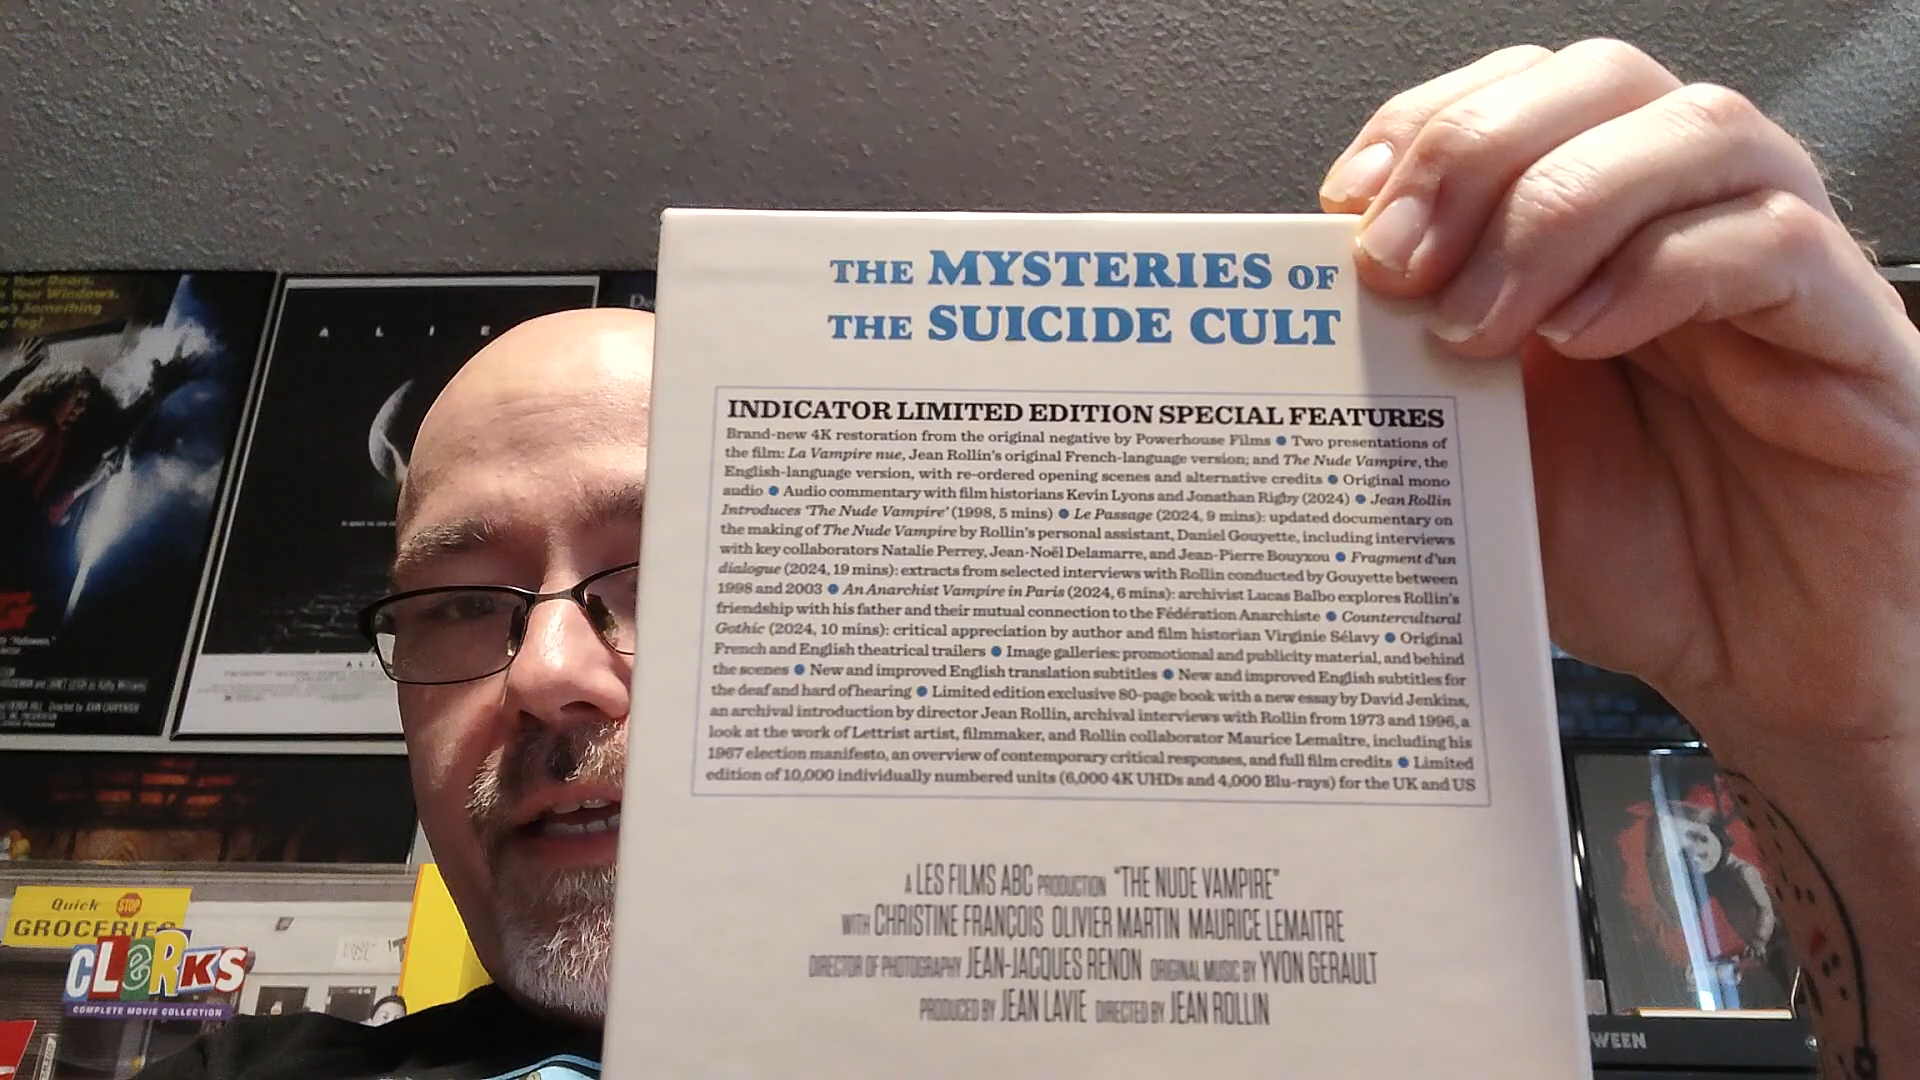 THE MYSTERIES OF
THE SUICIDE CULT
INDICATOR LIMITED EDITION SPECIAL FEATURES
Brand-new 4K restoration from the original negative by Powerhouse Films ● Two presentations of
the film: La Vampire nue, Jean Rollin's original French-language version; and The Nude Vampire, the
English-language version, with re-ordered opening scenes and alternative credits ● Original mono
audio ● Audio commentary with film historians Kevin Lyons and Jonathan Rigby (2024) ● Jean Rollin
Introduces 'The Nude Vampire' (1998, 5 mins) ● Le Passage (2024, 9 mins): updated documentary on
the making of The Nude Vampire by Rollin's personal assistant, Daniel Gouyette, including interviews
with key collaborators Natalie Perrey, Jean-Noël Delamarre, and Jean-Pierre Bouyxou ● Fragment d'un
dialogue (2024, 19 mins): extracts from selected interviews with Rollin conducted by Gouyette between
1998 and 2003 ● An Anarchist Vampire in Paris (2024, 6 mins): archivist Lucas Balbo explores Rollin's
friendship with his father and their mutual connection to the Fédération Anarchiste ● Countercultural
Gothic (2024, 10 mins): critical appreciation by author and film historian Virginie Sélavy ● Original
French and English theatrical trailers ● Image galleries: promotional and publicity material, and behind
the scenes ● New and improved English translation subtitles ● New and improved English subtitles for
the deaf and hard of hearing ● Limited edition exclusive 80-page book with a new essay by David Jenkins,
an archival introduction by director Jean Rollin, archival interviews with Rollin from 1973 and 1996, a
look at the work of Lettrist artist, filmmaker, and Rollin collaborator Maurice Lemaître, including his
1967 election manifesto, an overview of contemporary critical responses, and full film credits ● Limited
edition of 10,000 individually numbered units (6,000 4K UHDs and 4,000 Blu-rays) for the UK and US
A LES FILMS ABC PRODUCTION "THE NUDE VAMPIRE"
WITH CHRISTINE FRANÇOIS OLIVIER MARTIN MAURICE LEMAITRE
DIRECTOR OF PHOTOGRAPHY JEAN-JACQUES RENON ORIGINAL MUSIC BY YVON GERAULT
PRODUCED BY JEAN LAVIE DIRECTED BY JEAN ROLLIN
Your Doors.
Your Windows.
Something
Fog!
A L I E
Quick STOP
GROCERIES
CLERKS
COMPLETE MOVIE COLLECTION
WEEN